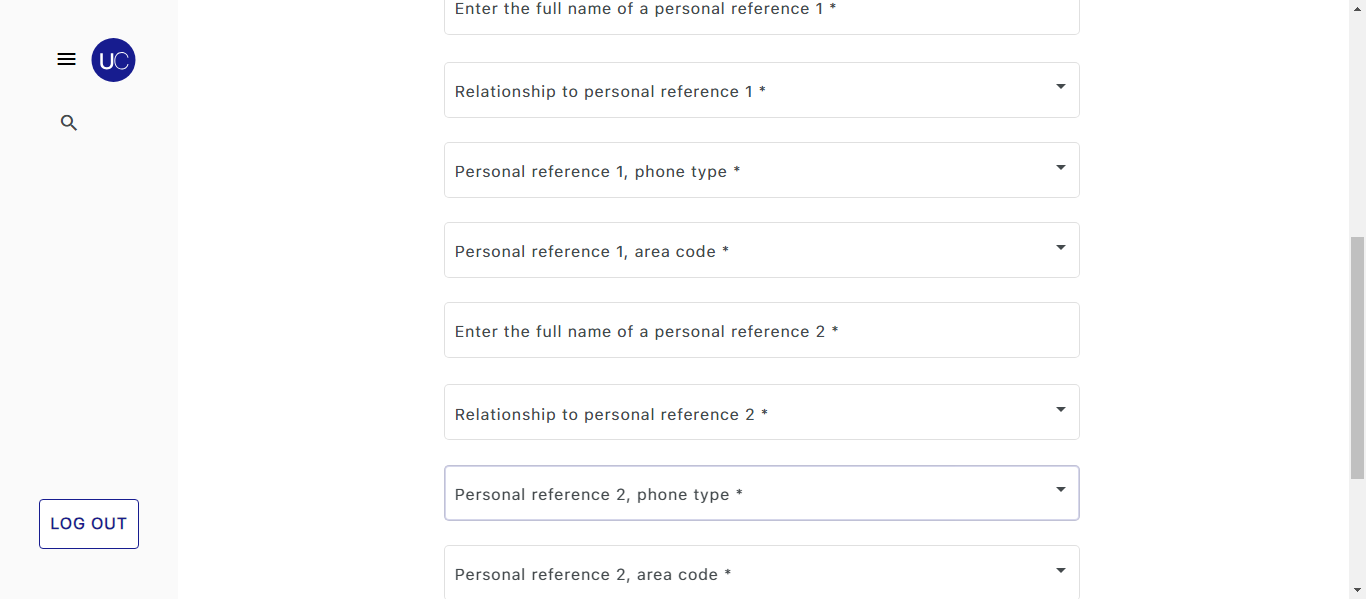 Enter the full name of a personal reference 1 *
UC
Relationship to personal reference 1 *
Personal reference 1, phone type *
Personal reference 1, area code *
Enter the full name of a personal reference 2 *
Relationship to personal reference 2 *
Personal reference 2, phone type *
LOG OUT
Personal reference 2, area code *